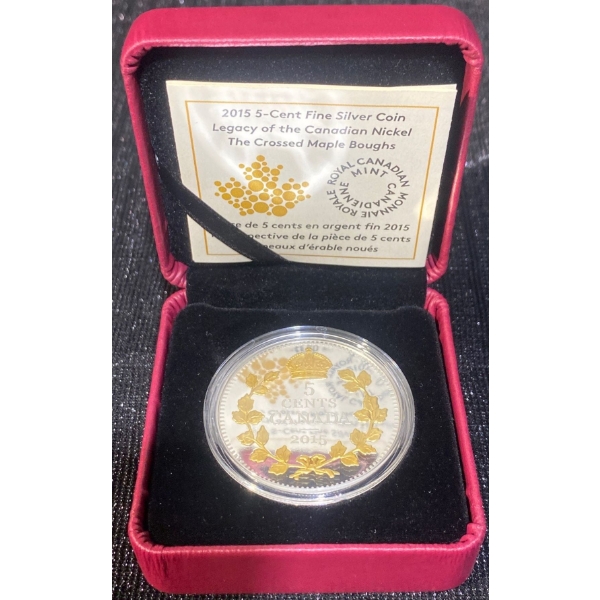 2015 5-Cent Fine Silver Coin
Legacy of the Canadian Nickel
The Crossed Maple Boughs
ROYAL CANADIAN MINT
MONNAIE ROYALE CANADIENNE
de 5 cents en argent fin 2015
de la pièce de 5 cents
d'érable noués
5
CENTS
CANADA
2015